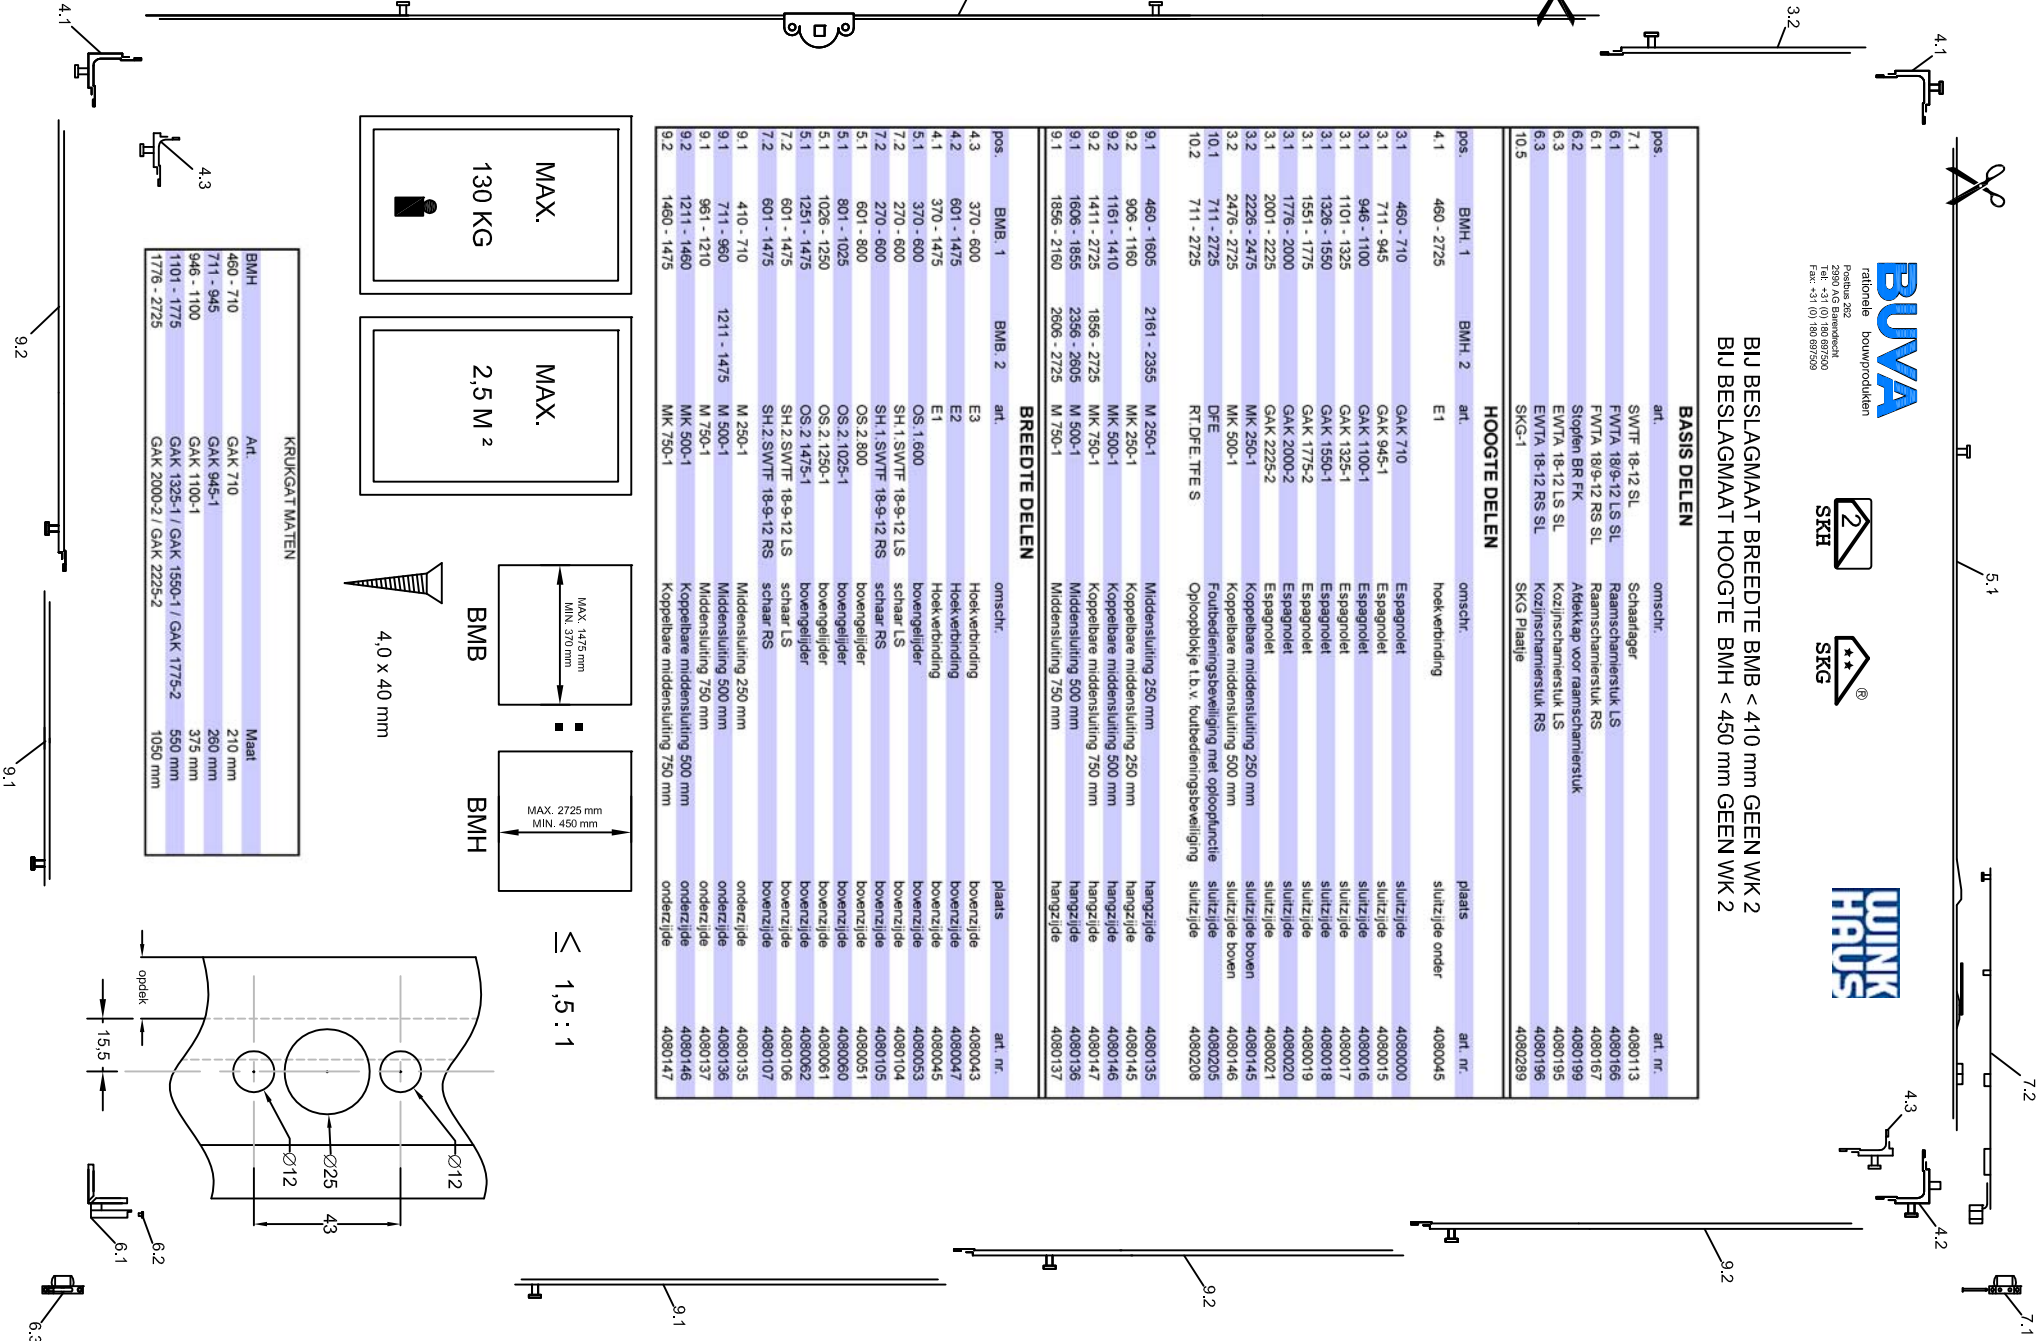 7.1
7.2
4.1
5.1
4.3
4.2
3.2
9.2
BUVA
rationele bouwprodukten
Postbus 262
2990 AG Barendrecht
Tel: +31 (0) 180 697500
Fax: +31 (0) 180 697509
2
SKH
SKG ®
WINK
HAUS
BIJ BESLAGMAAT BREEDTE BMB < 410 mm GEEN WK 2
BIJ BESLAGMAAT HOOGTE BMH < 450 mm GEEN WK 2
BASIS DELEN
pos. art. omschr. art. nr.
7.1 SWTF 18-12 SL Schaarlager 4080113
6.1 FWTA 18/9-12 LS SL Raamscharnierstuk LS 4080166
6.1 FWTA 18/9-12 RS SL Raamscharnierstuk RS 4080167
6.2 Stopfen BR FK Afdekkap voor raamscharnierstuk 4080199
6.3 EWTA 18-12 LS SL Kozijnscharnierstuk LS 4080195
6.3 EWTA 18-12 RS SL Kozijnscharnierstuk RS 4080196
10.5 SKG-1 SKG Plaatje 4080289
HOOGTE DELEN
pos. BMH. 1 BMH. 2 art. omschr. plaats art. nr.
4.1 460 - 2725 E1 hoekverbinding sluitzijde onder 4080045
3.1 460 - 710 GAK 710 Espagnolet sluitzijde 4080000
3.1 711 - 945 GAK 945-1 Espagnolet sluitzijde 4080015
3.1 946 - 1100 GAK 1100-1 Espagnolet sluitzijde 4080016
3.1 1101 - 1325 GAK 1325-1 Espagnolet sluitzijde 4080017
3.1 1326 - 1550 GAK 1550-1 Espagnolet sluitzijde 4080018
3.1 1551 - 1775 GAK 1775-2 Espagnolet sluitzijde 4080019
3.1 1776 - 2000 GAK 2000-2 Espagnolet sluitzijde 4080020
3.1 2001 - 2225 GAK 2225-2 Espagnolet sluitzijde 4080021
3.2 2226 - 2475 MK 250-1 Koppelbare middensluiting 250 mm sluitzijde boven 4080145
3.2 2476 - 2725 MK 500-1 Koppelbare middensluiting 500 mm sluitzijde boven 4080146
10.1 711 - 2725 DFE Foutbedieningsbeveiliging met oploopfunctie sluitzijde 4080205
10.2 711 - 2725 RT.DFE.TFE S Oploopblokje t.b.v. foutbedieningsbeveiliging sluitzijde 4080208
9.1 460 - 1605 2161 - 2355 M 250-1 Middensluiting 250 mm hangzijde 4080135
9.2 906 - 1160 MK 250-1 Koppelbare middensluiting 250 mm hangzijde 4080145
9.2 1161 - 1410 MK 500-1 Koppelbare middensluiting 500 mm hangzijde 4080146
9.2 1411 - 2725 1856 - 2725 MK 750-1 Koppelbare middensluiting 750 mm hangzijde 4080147
9.1 1606 - 1855 2356 - 2605 M 500-1 Middensluiting 500 mm hangzijde 4080136
9.1 1856 - 2160 2606 - 2725 M 750-1 Middensluiting 750 mm hangzijde 4080137
BREEDTE DELEN
pos. BMB. 1 BMB. 2 art. omschr. plaats art. nr.
4.3 370 - 600 E3 Hoekverbinding bovenzijde 4080043
4.2 601 - 1475 E2 Hoekverbinding bovenzijde 4080047
4.1 370 - 1475 E1 Hoekverbinding bovenzijde 4080045
5.1 370 - 600 OS.1.600 bovengelijder bovenzijde 4080053
7.2 270 - 600 SH.1.SWTF 18-9-12 LS schaar LS bovenzijde 4080104
7.2 270 - 600 SH.1.SWTF 18-9-12 RS schaar RS bovenzijde 4080105
5.1 601 - 800 OS.2.800 bovengelijder bovenzijde 4080051
5.1 801 - 1025 OS.2.1025-1 bovengelijder bovenzijde 4080060
5.1 1026 - 1250 OS.2.1250-1 bovengelijder bovenzijde 4080061
5.1 1251 - 1475 OS.2.1475-1 bovengelijder bovenzijde 4080062
7.2 601 - 1475 SH.2.SWTF 18-9-12 LS schaar LS bovenzijde 4080106
7.2 601 - 1475 SH.2.SWTF 18-9-12 RS schaar RS bovenzijde 4080107
9.1 410 - 710 M 250-1 Middensluiting 250 mm onderzijde 4080135
9.1 711 - 960 1211 - 1475 M 500-1 Middensluiting 500 mm onderzijde 4080136
9.1 961 - 1210 M 750-1 Middensluiting 750 mm onderzijde 4080137
9.2 1211 - 1460 MK 500-1 Koppelbare middensluiting 500 mm onderzijde 4080146
9.2 1460 - 1475 MK 750-1 Koppelbare middensluiting 750 mm onderzijde 4080147
9.2
9.1
MAX.
130 KG
MAX.
2,5 M ²
MAX. 1475 mm
MIN. 370 mm
BMB
:
MAX. 2725 mm
MIN. 450 mm
BMH
≤ 1,5 : 1
4,0 x 40 mm
KRUKGAT MATEN
BMH Art. Maat
460 - 710 GAK 710 210 mm
711 - 945 GAK 945-1 260 mm
946 - 1100 GAK 1100-1 375 mm
1101 - 1775 GAK 1325-1 / GAK 1550-1 / GAK 1775-2 550 mm
1776 - 2725 GAK 2000-2 / GAK 2225-2 1050 mm
Ø12
Ø25
Ø12
43
opdek
15,5
4.3
4.1
9.2
9.1
6.2
6.1
6.3